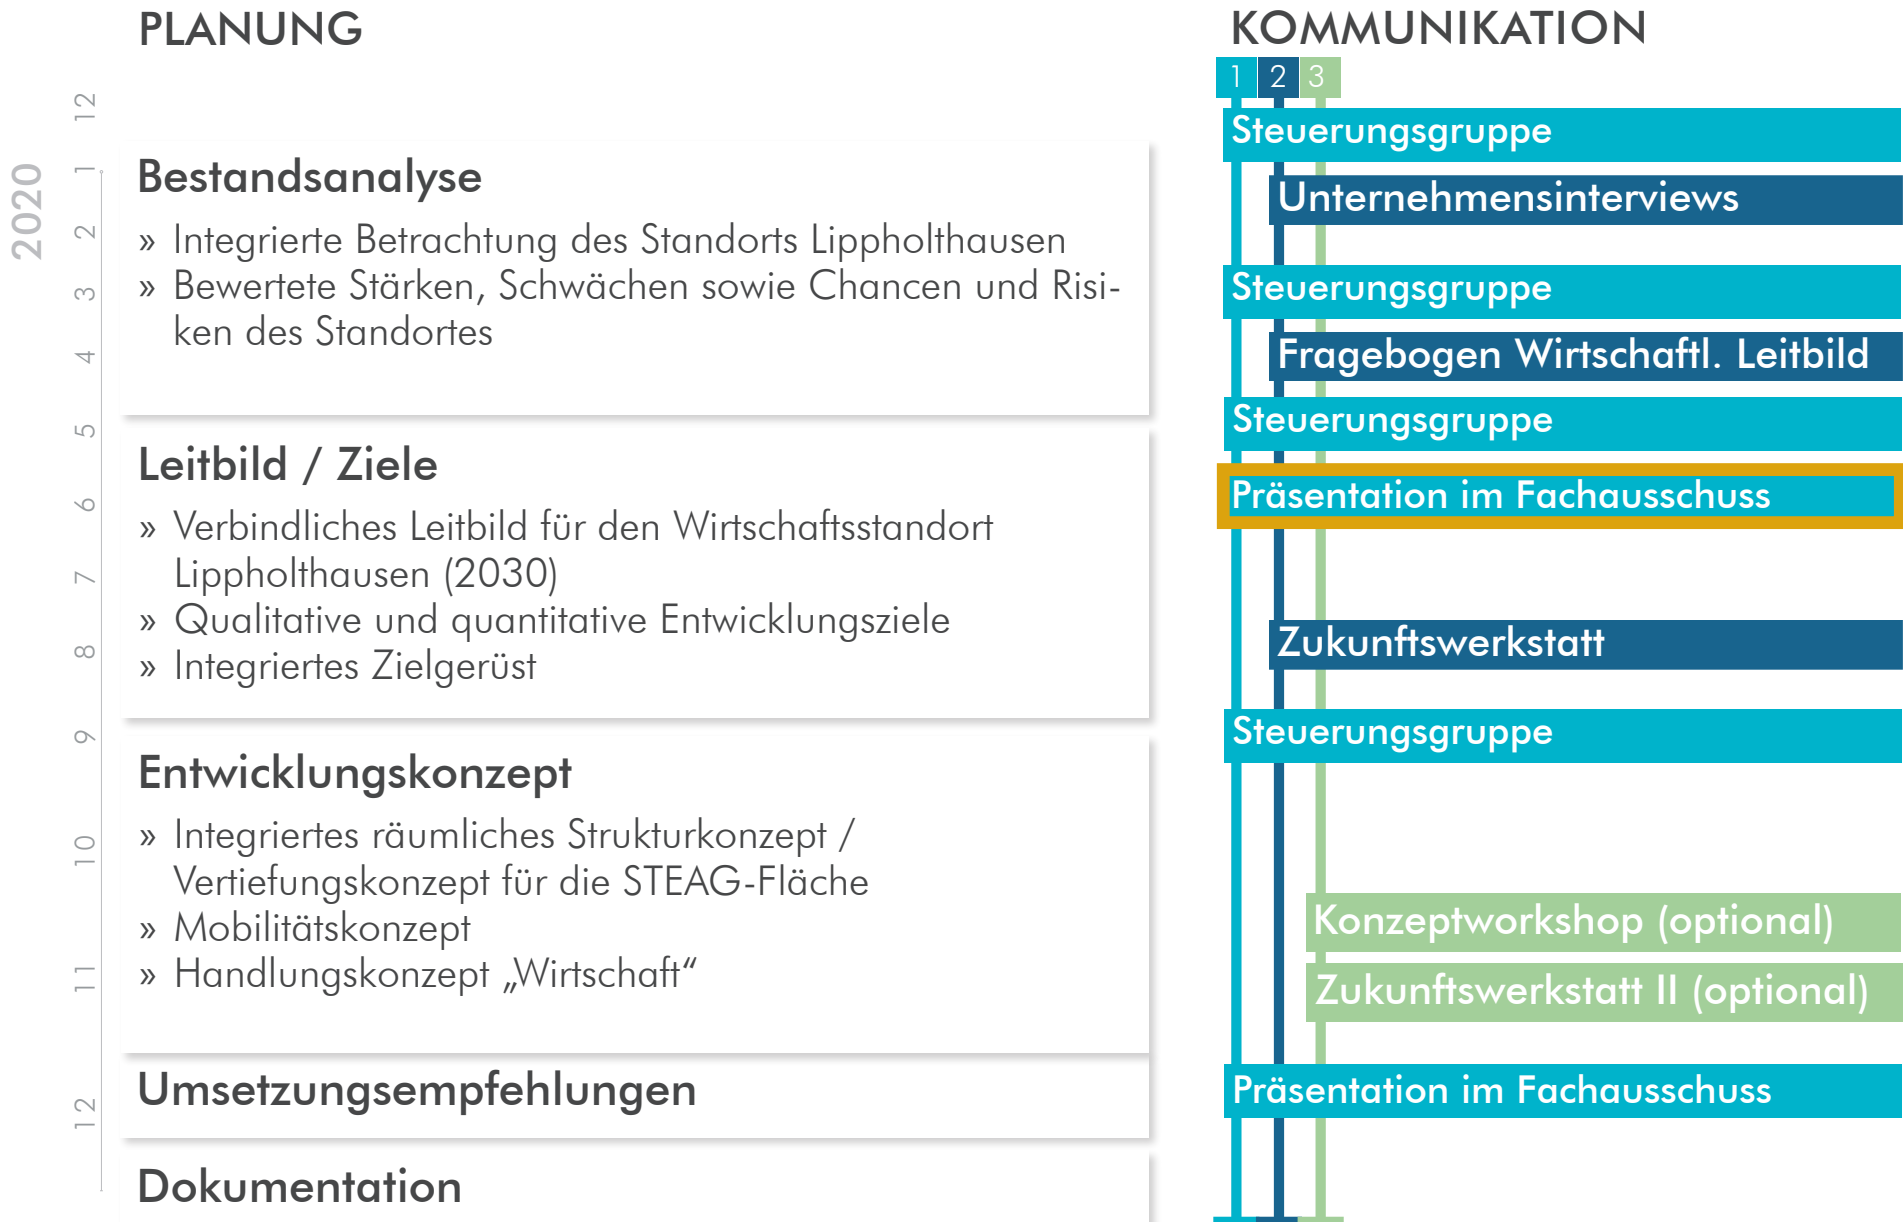 PLANUNG
2020
12
1
2
3
4
5
6
7
8
9
10
11
12
Bestandsanalyse
» Integrierte Betrachtung des Standorts Lippholthausen
» Bewertete Stärken, Schwächen sowie Chancen und Risi-
ken des Standortes
Leitbild / Ziele
» Verbindliches Leitbild für den Wirtschaftsstandort
Lippholthausen (2030)
» Qualitative und quantitative Entwicklungsziele
» Integriertes Zielgerüst
Entwicklungskonzept
» Integriertes räumliches Strukturkonzept /
Vertiefungskonzept für die STEAG-Fläche
» Mobilitätskonzept
» Handlungskonzept „Wirtschaft“
Umsetzungsempfehlungen
Dokumentation
KOMMUNIKATION
1 2 3
Steuerungsgruppe
Unternehmensinterviews
Steuerungsgruppe
Fragebogen Wirtschaftl. Leitbild
Steuerungsgruppe
Präsentation im Fachausschuss
Zukunftswerkstatt
Steuerungsgruppe
Konzeptworkshop (optional)
Zukunftswerkstatt II (optional)
Präsentation im Fachausschuss